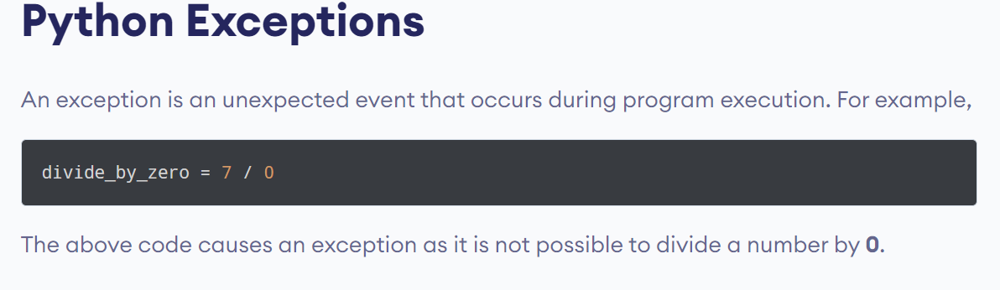 Python Exceptions
An exception is an unexpected event that occurs during program execution. For example,
divide_by_zero = 7 / 0
The above code causes an exception as it is not possible to divide a number by 0.